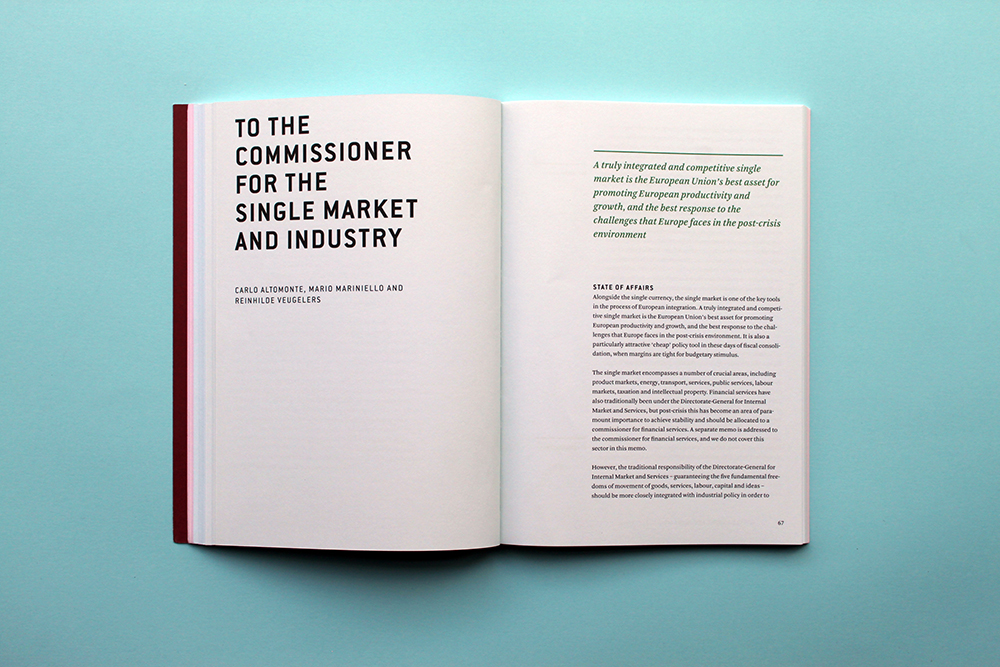 TO THE
COMMISSIONER
FOR THE
SINGLE MARKET
AND INDUSTRY
CARLO ALTOMONTE, MARIO MARINIELLO AND
REINHILDE VEUGELERS
A truly integrated and competitive single
market is the European Union's best asset for
promoting European productivity and
growth, and the best response to the
challenges that Europe faces in the post-crisis
environment
STATE OF AFFAIRS
Alongside the single currency, the single market is one of the key tools
in the process of European integration. A truly integrated and competi-
tive single market is the European Union's best asset for promoting
European productivity and growth, and the best response to the chal-
lenges that Europe faces in the post-crisis environment. It is also a
particularly attractive 'cheap' policy tool in these days of fiscal consoli-
dation, when margins are tight for budgetary stimulus.
The single market encompasses a number of crucial areas, including
product markets, energy, transport, services, public services, labour
markets, taxation and intellectual property. Financial services have
also traditionally been under the Directorate-General for Internal
Market and Services, but post-crisis this has become an area of para-
mount importance to achieve stability and should be allocated to a
commissioner for financial services. A separate memo is addressed to
the commissioner for financial services, and we do not cover this
sector in this memo.
However, the traditional responsibility of the Directorate-General for
Internal Market and Services – guaranteeing the five fundamental free-
doms of movement of goods, services, labour, capital and ideas –
should be more closely integrated with industrial policy in order to
67